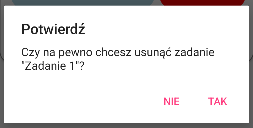 Potwierdź
Czy na pewno chcesz usunąć zadanie
"Zadanie 1"?
NIE TAK